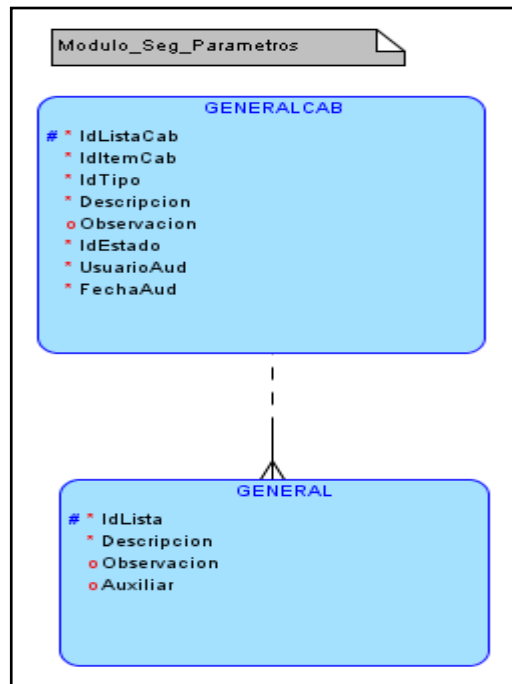 Modulo_Seg_Parametros
GENERALCAB
# * IdListaCab
* IdItemCab
* IdTipo
* Descripcion
o Observacion
* IdEstado
* UsuarioAud
* FechaAud
GENERAL
# * IdLista
* Descripcion
o Observacion
o Auxiliar